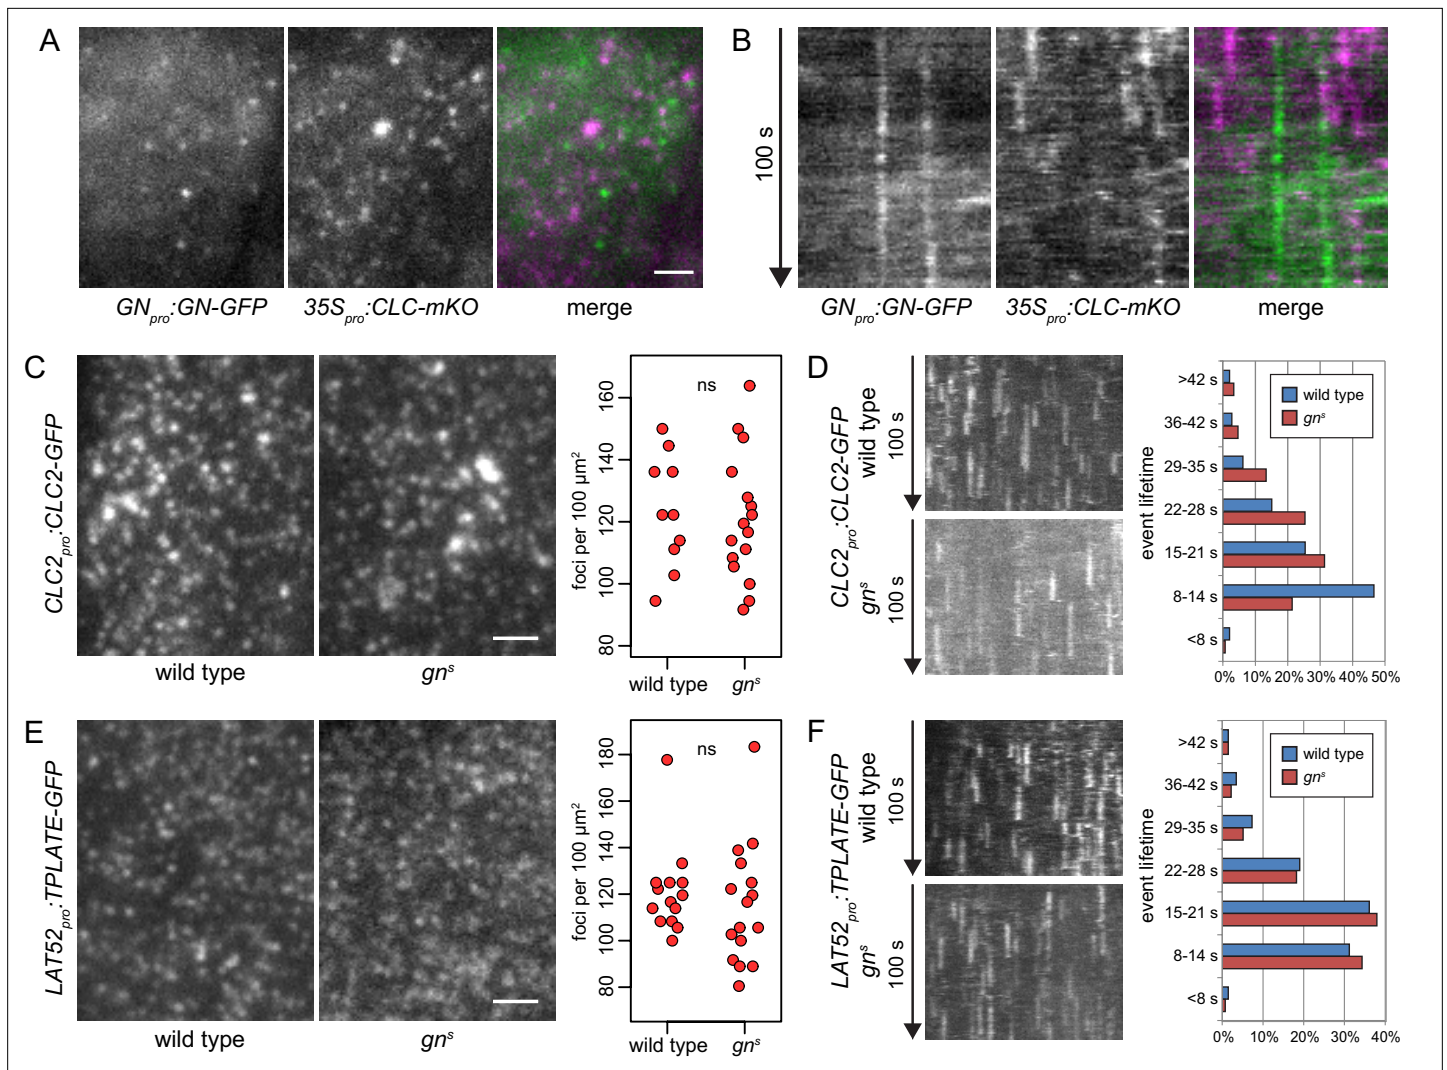 A
B
100 s
GNpro:GN-GFP
35Spro:CLC-mKO
merge
GNpro:GN-GFP
35Spro:CLC-mKO
merge
C
CLC2pro:CLC2-GFP
wild type
gns
foci per 100 µm²
160
140
120
100
80
ns
wild type
gns
D
CLC2pro:CLC2-GFP
wild type
100 s
gns
100 s
event lifetime
>42 s
36-42 s
29-35 s
22-28 s
15-21 s
8-14 s
<8 s
wild type
gns
0% 10% 20% 30% 40% 50%
E
LAT52pro:TPLATE-GFP
wild type
gns
foci per 100 µm²
180
160
140
120
100
80
ns
wild type
gns
F
LAT52pro:TPLATE-GFP
wild type
100 s
gns
100 s
event lifetime
>42 s
36-42 s
29-35 s
22-28 s
15-21 s
8-14 s
<8 s
wild type
gns
0% 10% 20% 30% 40%